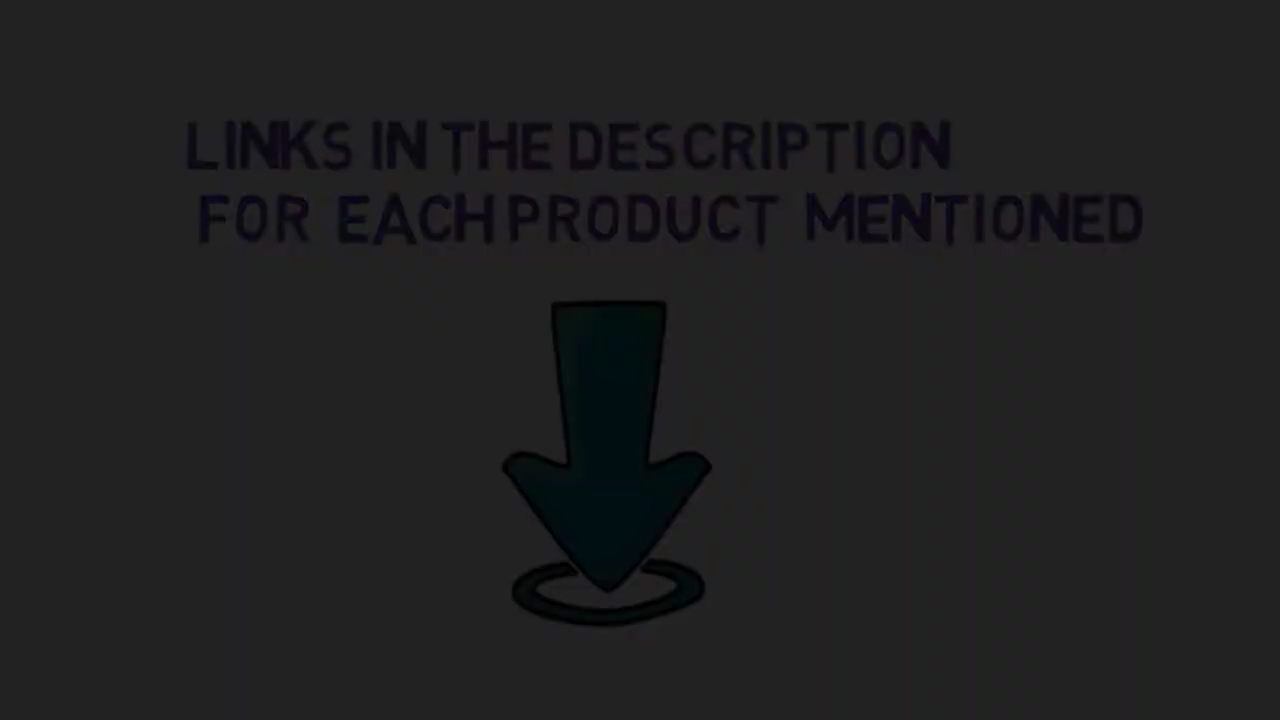 LINKS IN THE DESCRIPTION
FOR EACH PRODUCT MENTIONED